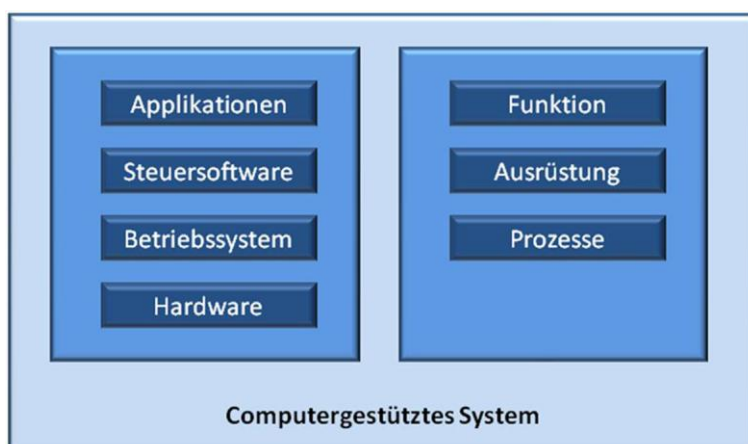 Applikationen
Steuersoftware
Betriebssystem
Hardware
Funktion
Ausrüstung
Prozesse
Computergestütztes System